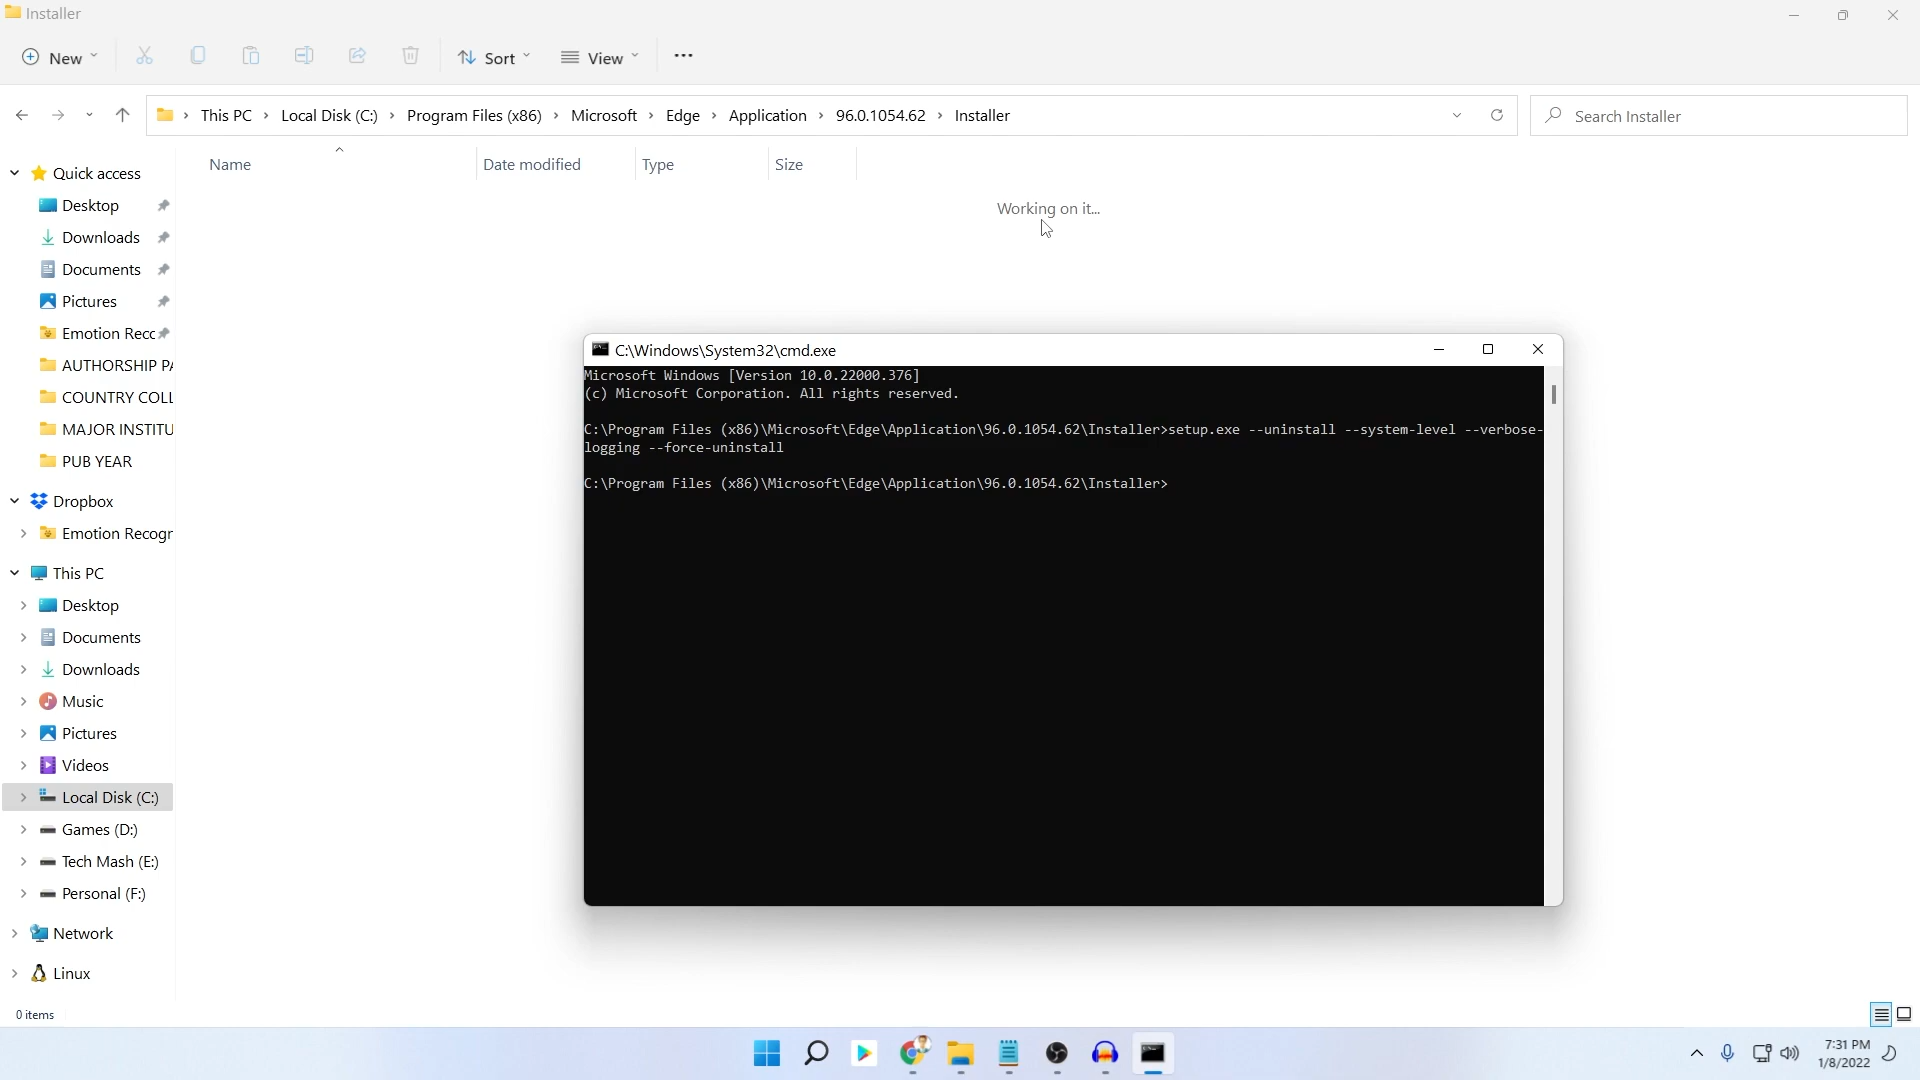 Installer
New
Sort
View
This PC > Local Disk (C:) > Program Files (x86) > Microsoft > Edge > Application > 96.0.1054.62 > Installer
Search Installer
Name
Date modified
Type
Size
Working on it...
Quick access
Desktop
Downloads
Documents
Pictures
Emotion Recc
AUTHORSHIP PA
COUNTRY COLL
MAJOR INSTITU
PUB YEAR
Dropbox
Emotion Recogr
This PC
Desktop
Documents
Downloads
Music
Pictures
Videos
Local Disk (C:)
Games (D:)
Tech Mash (E:)
Personal (F:)
Network
Linux
0 items
C:\Windows\System32\cmd.exe
Microsoft Windows [Version 10.0.22000.376]
(c) Microsoft Corporation. All rights reserved.
C:\Program Files (x86)\Microsoft\Edge\Application\96.0.1054.62\Installer>setup.exe --uninstall --system-level --verbose-
logging --force-uninstall
C:\Program Files (x86)\Microsoft\Edge\Application\96.0.1054.62\Installer>
7:31 PM
1/8/2022